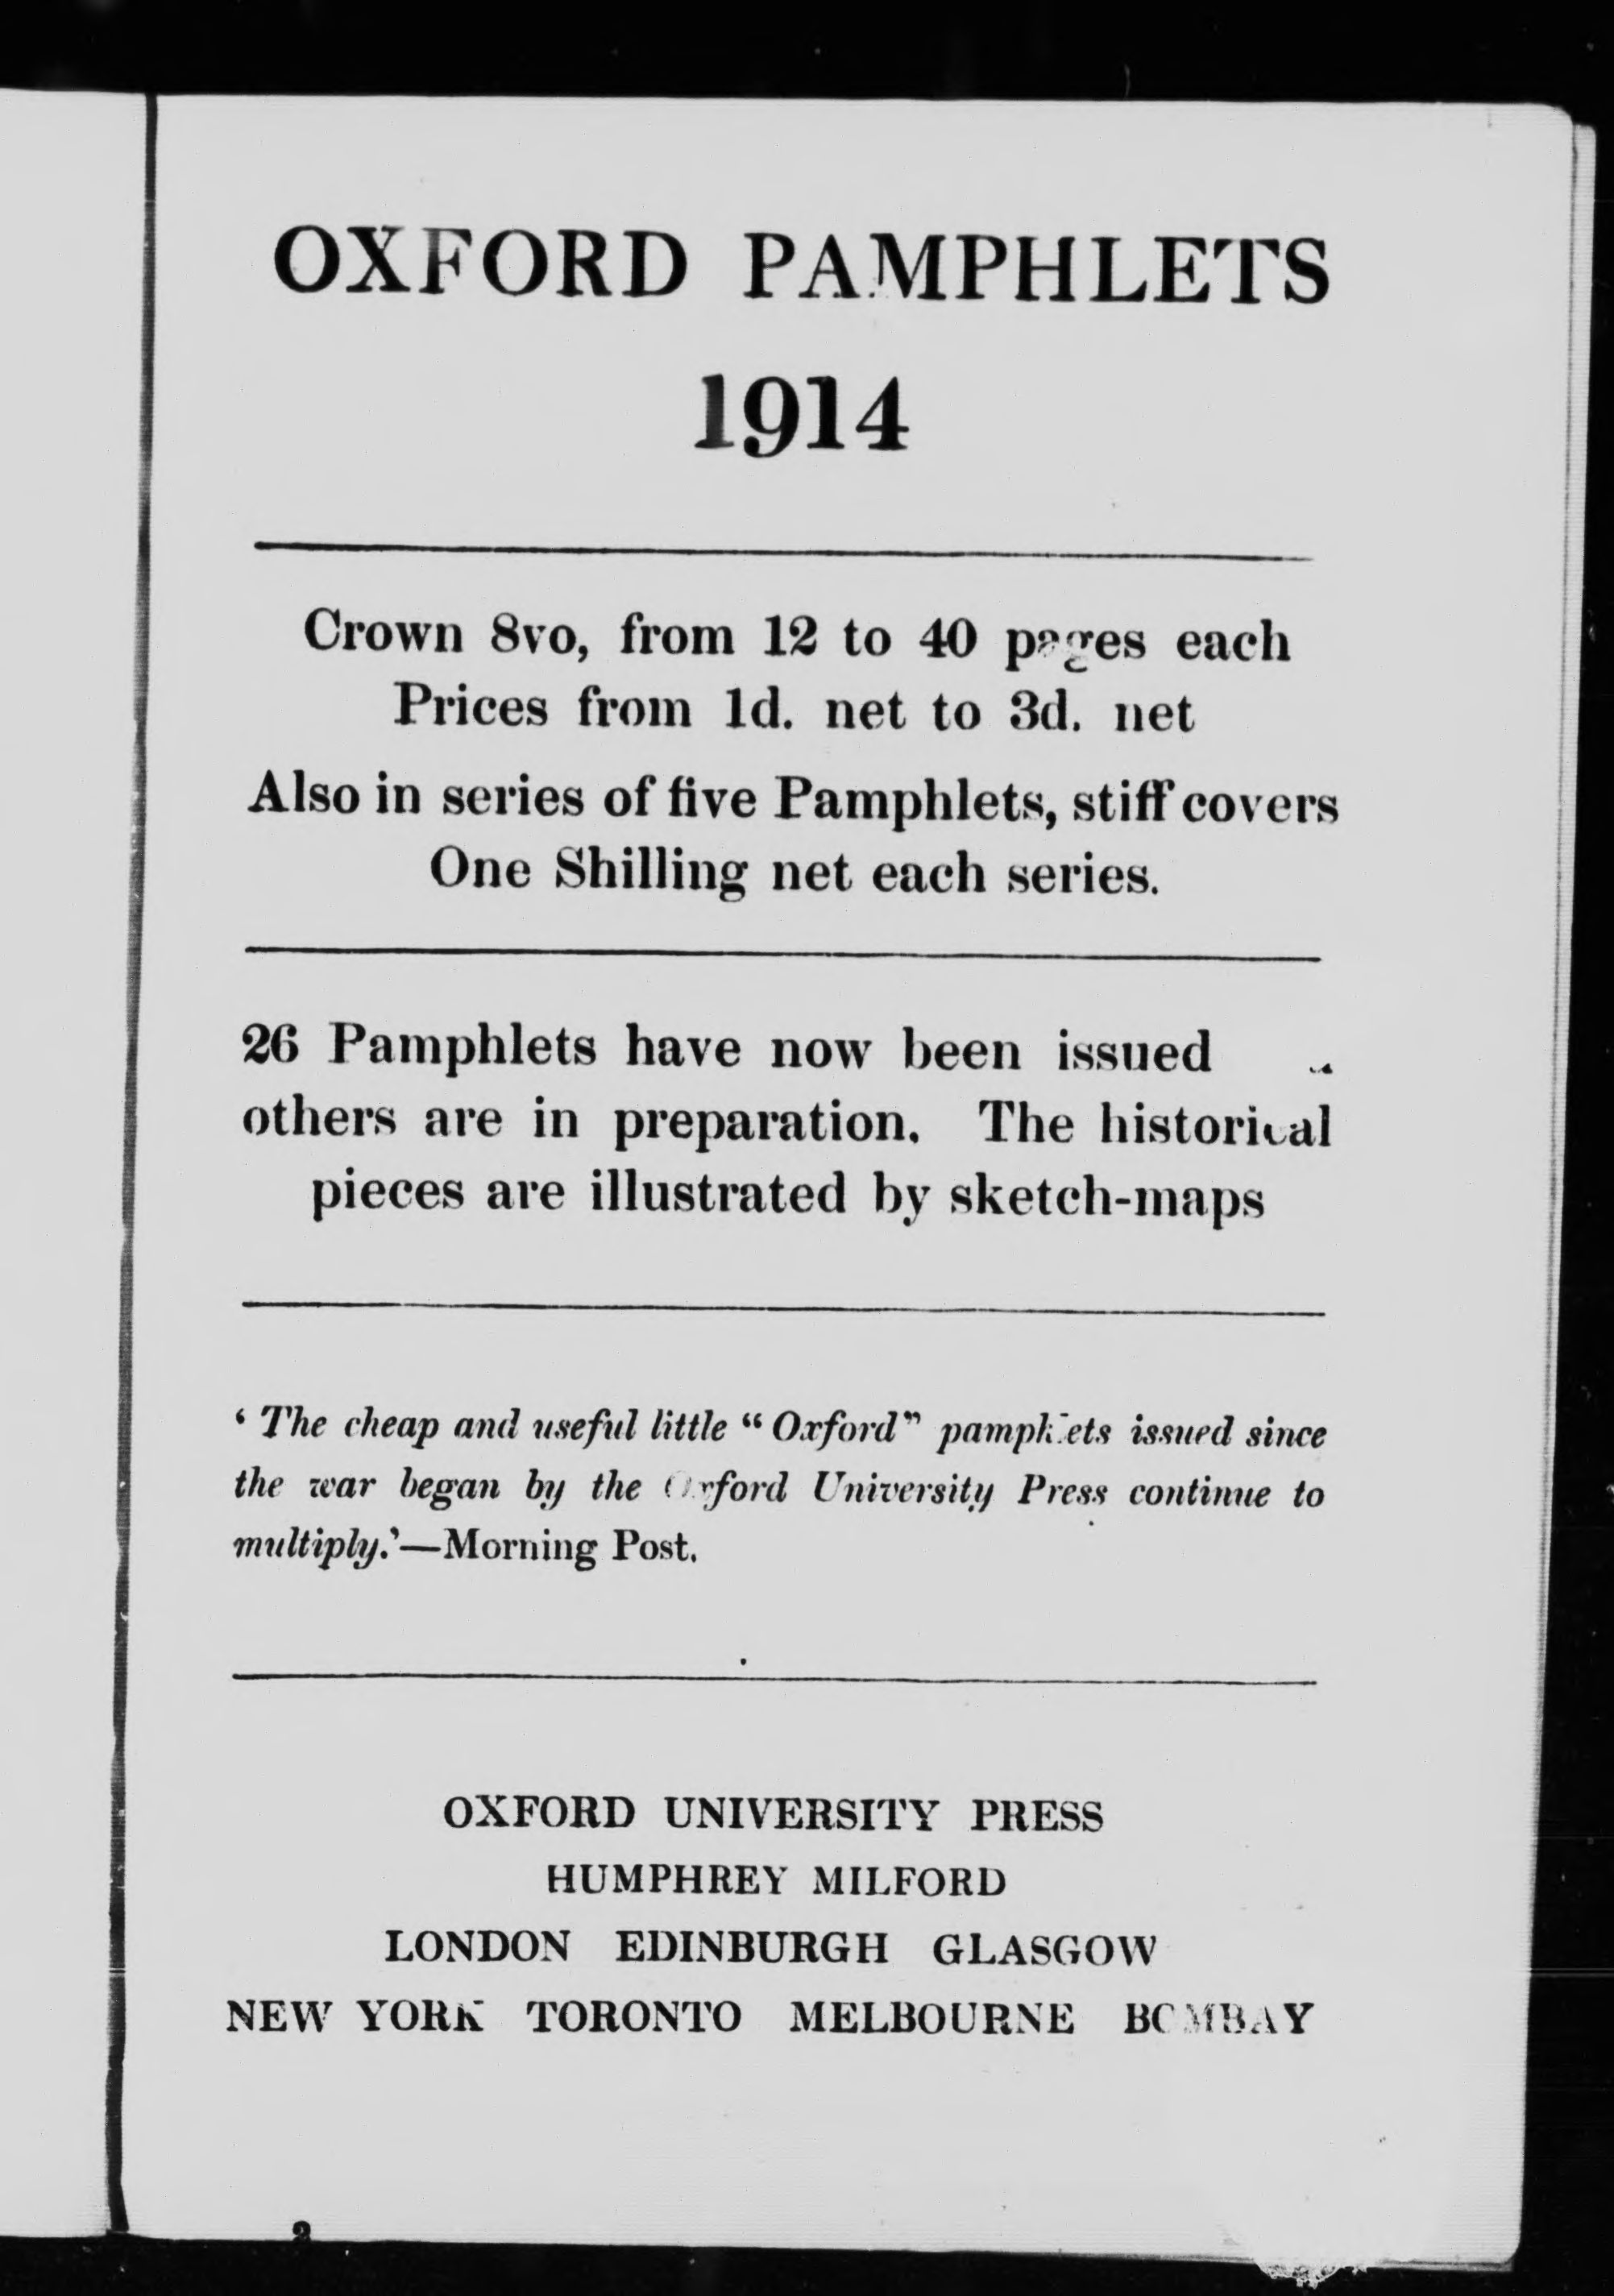 OXFORD PAMPHLETS
1914
Crown 8vo, from 12 to 40 pages each
Prices from 1d. net to 3d. net
Also in series of five Pamphlets, stiff covers
One Shilling net each series.
26 Pamphlets have now been issued
others are in preparation. The historical
pieces are illustrated by sketch-maps
‘ The cheap and useful little “ Oxford” pamphlets issued since
the war began by the Oxford University Press continue to
multiply.’—Morning Post.
OXFORD UNIVERSITY PRESS
HUMPHREY MILFORD
LONDON EDINBURGH GLASGOW
NEW YORK TORONTO MELBOURNE BOMBAY